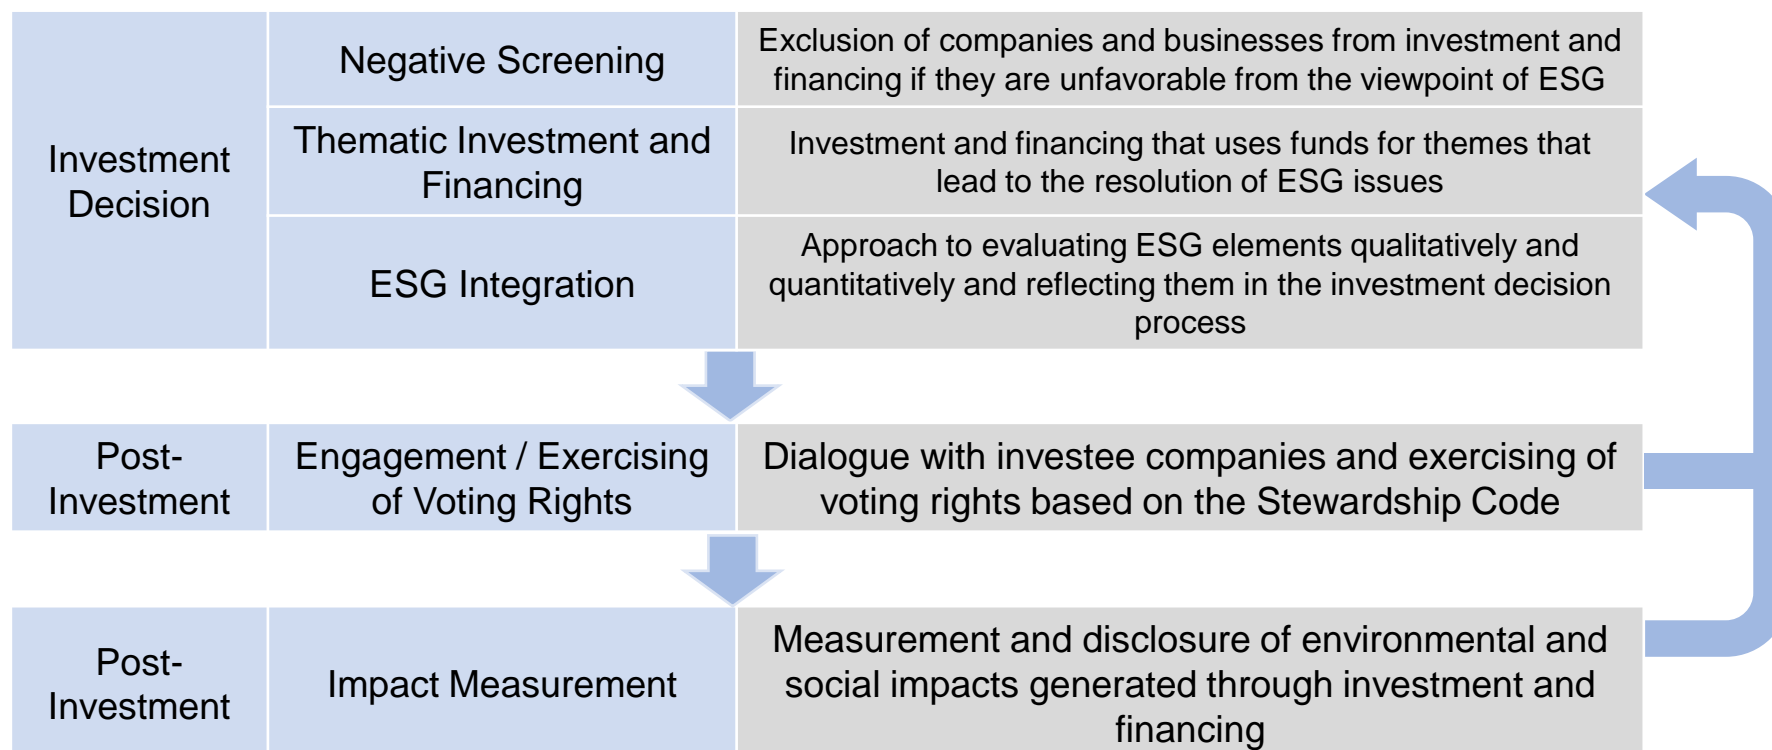 Investment
Decision
Negative Screening
Exclusion of companies and businesses from investment and
financing if they are unfavorable from the viewpoint of ESG
Thematic Investment and
Financing
Investment and financing that uses funds for themes that
lead to the resolution of ESG issues
ESG Integration
Approach to evaluating ESG elements qualitatively and
quantitatively and reflecting them in the investment decision
process
Post-
Investment
Engagement / Exercising
of Voting Rights
Dialogue with investee companies and exercising of
voting rights based on the Stewardship Code
Post-
Investment
Impact Measurement
Measurement and disclosure of environmental and
social impacts generated through investment and
financing